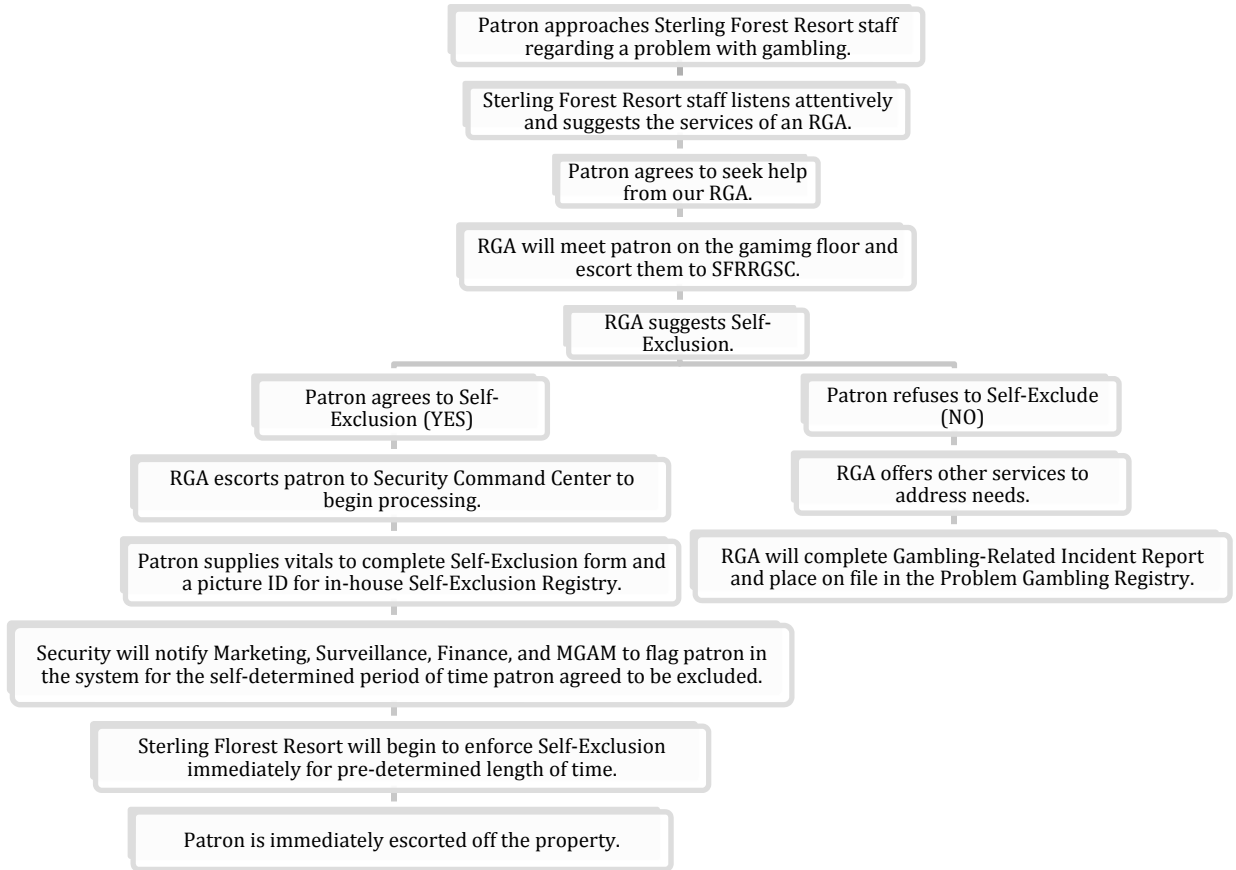 Patron approaches Sterling Forest Resort staff
regarding a problem with gambling.
Sterling Forest Resort staff listens attentively
and suggests the services of an RGA.
Patron agrees to seek help
from our RGA.
RGA will meet patron on the gamimg floor and
escort them to SFRRGSC.
RGA suggests Self-
Exclusion.
Patron agrees to Self-
Exclusion (YES)
RGA escorts patron to Security Command Center to
begin processing.
Patron supplies vitals to complete Self-Exclusion form and
a picture ID for in-house Self-Exclusion Registry.
Security will notify Marketing, Surveillance, Finance, and MGAM to flag patron in
the system for the self-determined period of time patron agreed to be excluded.
Sterling Florest Resort will begin to enforce Self-Exclusion
immediately for pre-determined length of time.
Patron is immediately escorted off the property.
Patron refuses to Self-Exclude
(NO)
RGA offers other services to
address needs.
RGA will complete Gambling-Related Incident Report
and place on file in the Problem Gambling Registry.